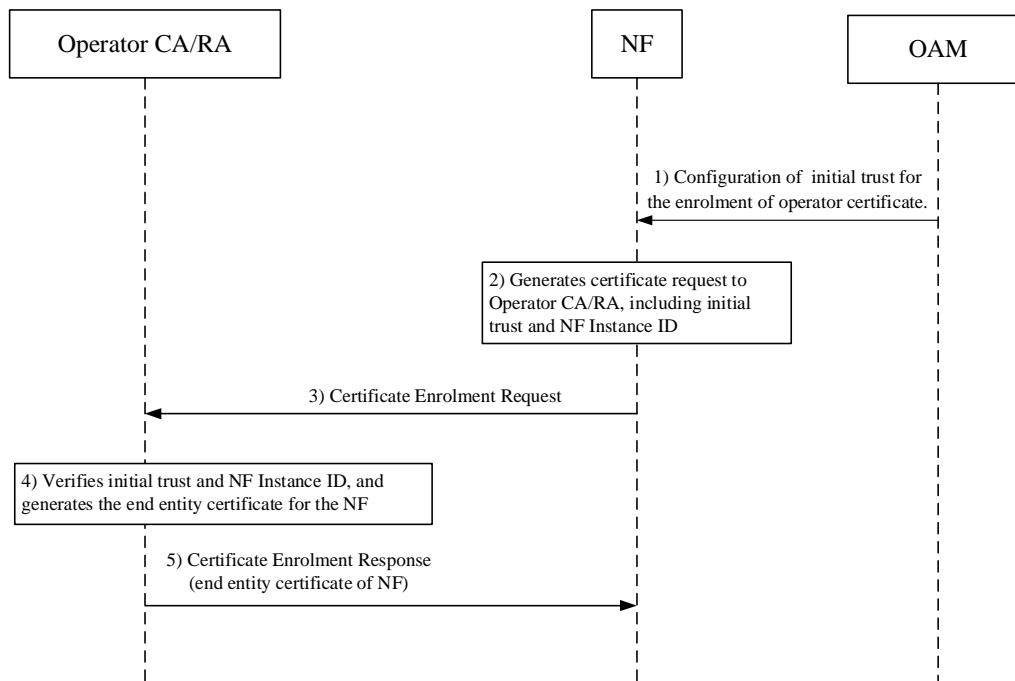 Operator CA/RA
NF
OAM
1) Configuration of initial trust for
the enrolment of operator certificate.
2) Generates certificate request to
Operator CA/RA, including initial
trust and NF Instance ID
3) Certificate Enrolment Request
4) Verifies initial trust and NF Instance ID, and
generates the end entity certificate for the NF
5) Certificate Enrolment Response
(end entity certificate of NF)